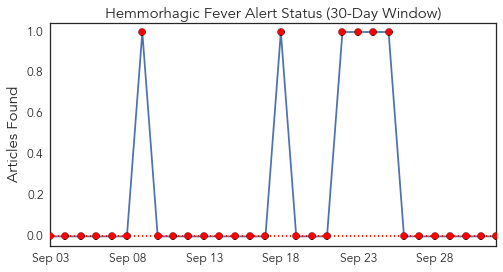 Hemmorhagic Fever Alert Status (30-Day Window)
Articles Found
1.0
0.8
0.6
0.4
0.2
0.0
Sep 03 Sep 08 Sep 13 Sep 18 Sep 23 Sep 28